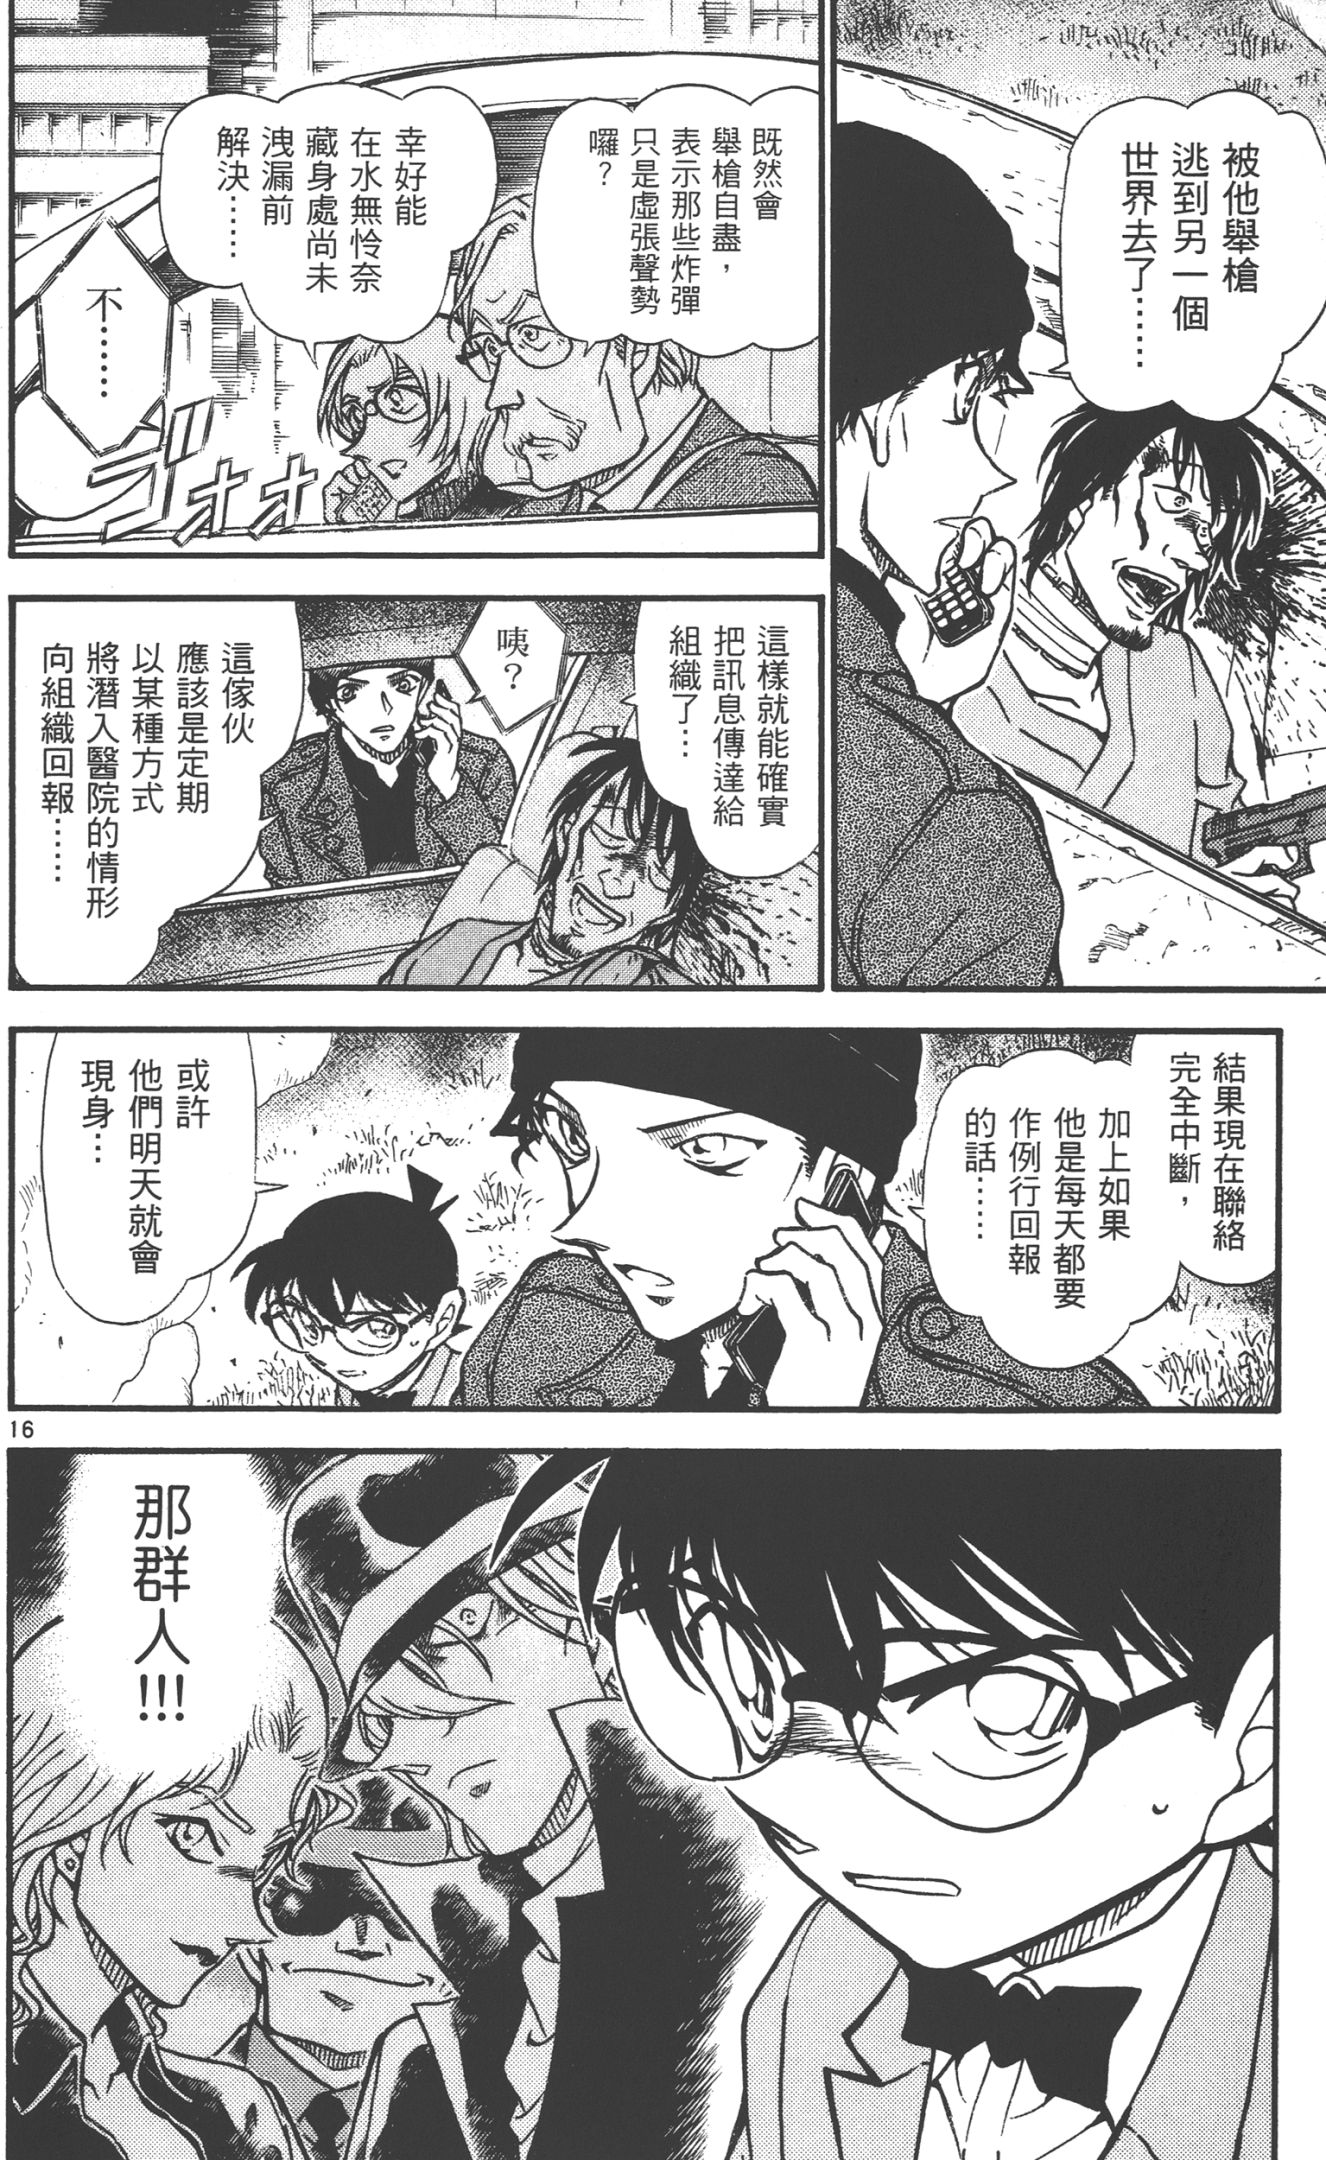 被他舉槍
逃到另一個
世界去了……
既然會
舉槍自盡，
表示那些炸彈
只是虛張聲勢
囉？
幸好能
在水無怜奈
藏身處尚未
洩漏前
解決……
不……
ゴオオ
這樣就能確實
把訊息傳達給
組織了…
咦？
這傢伙
應該是定期
以某種方式
將潛入醫院的情形
向組織回報……
結果現在聯絡
完全中斷，
加上如果
他是每天都要
作例行回報
的話……
或許
他們明天就會
現身…
16
那群人!!!